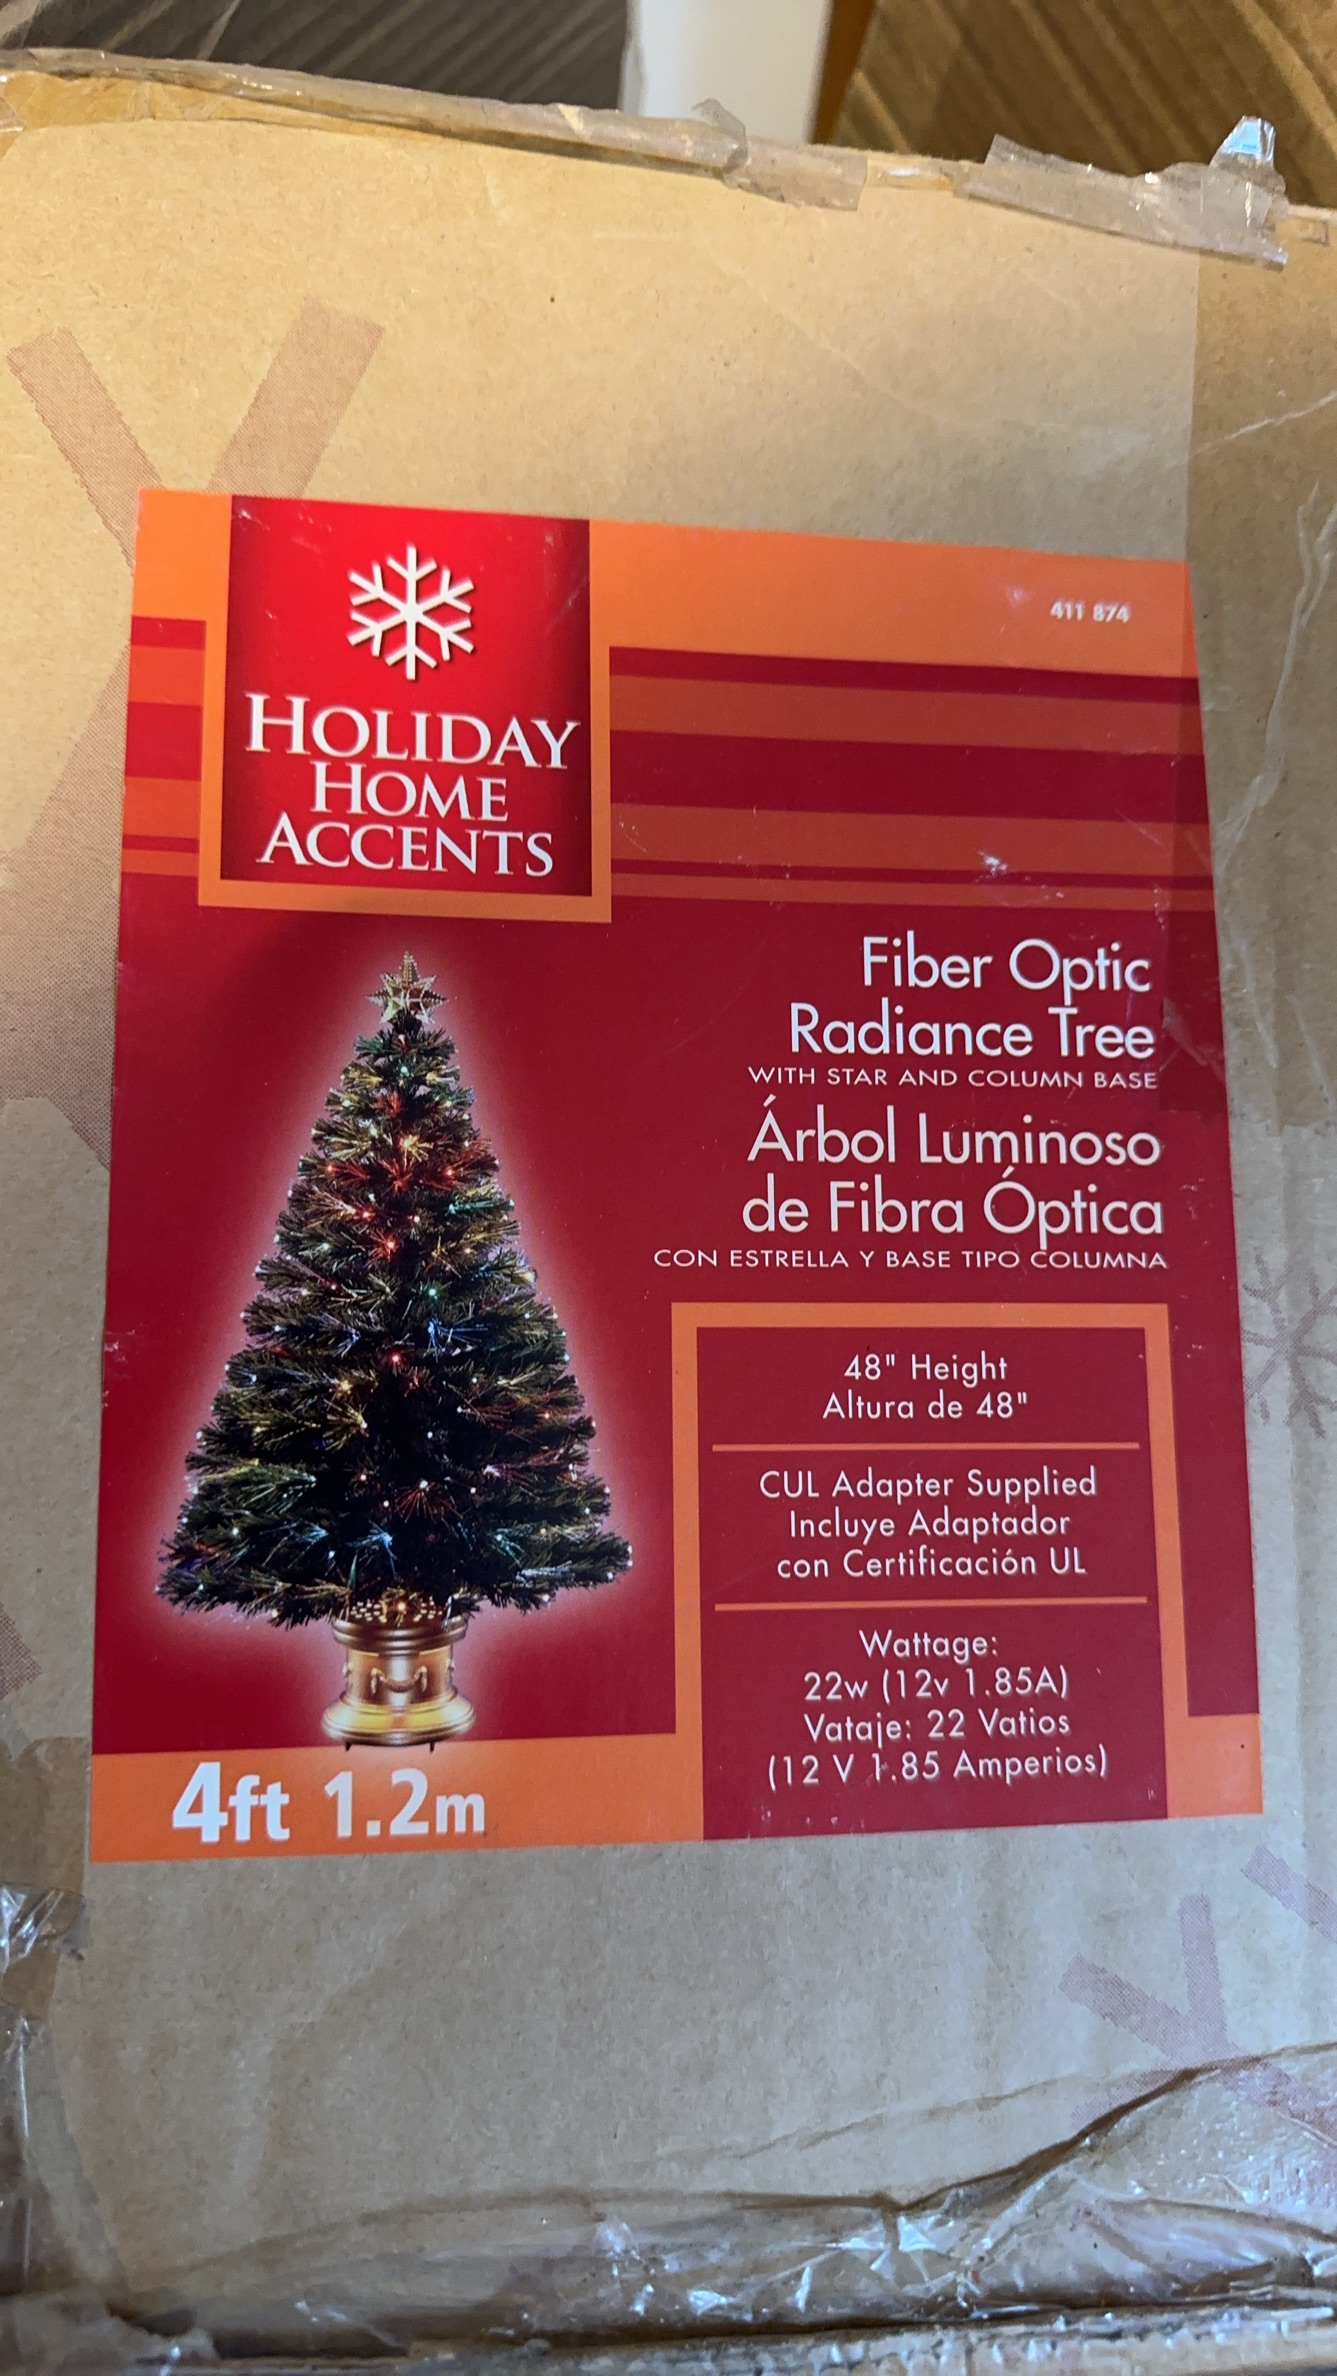 411 874
HOLIDAY
HOME
ACCENTS
Fiber Optic
Radiance Tree
WITH STAR AND COLUMN BASE
Árbol Luminoso
de Fibra Óptica
CON ESTRELLA Y BASE TIPO COLUMNA
48" Height
Altura de 48"
CUL Adapter Supplied
Incluye Adaptador
con Certificación UL
Wattage:
22w (12v 1.85A)
Vataje: 22 Vatios
(12 V 1.85 Amperios)
4ft 1.2m